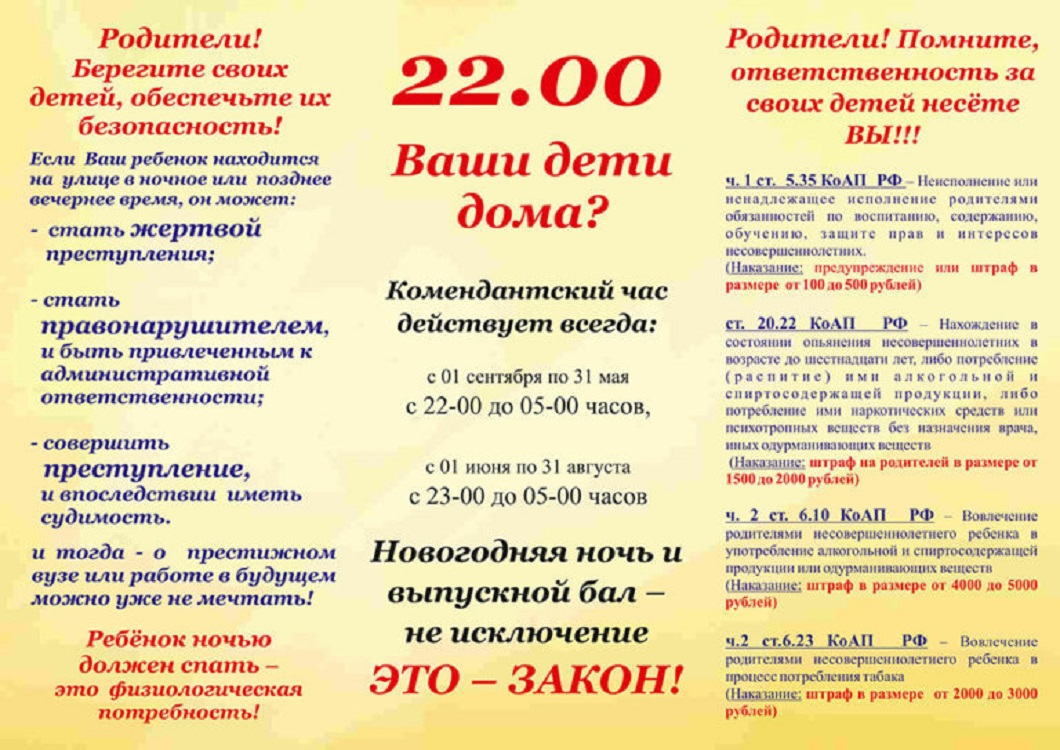 Родители!
Берегите своих
детей, обеспечьте их
безопасность!
Если Ваш ребенок находится
на улице в ночное или позднее
вечернее время, он может:
- стать жертвой
преступления;
- стать
правонарушителем,
и быть привлеченным к
административной
ответственности;
- совершить
преступление,
и впоследствии иметь
судимость.
и тогда - о престижном
вузе или работе в будущем
можно уже не мечтать!
Ребёнок ночью
должен спать –
это физиологическая
потребность!
22.00
Ваши дети
дома?
Комендантский час
действует всегда:
с 01 сентября по 31 мая
с 22-00 до 05-00 часов,
с 01 июня по 31 августа
с 23-00 до 05-00 часов
Новогодняя ночь и
выпускной бал –
не исключение
ЭТО – ЗАКОН!
Родители! Помните,
ответственность за
своих детей несёте
ВЫ!!!
ч. 1 ст. 5.35 КоАП РФ – Неисполнение или
ненадлежащее исполнение родителями
обязанностей по воспитанию, содержанию,
обучению, защите прав и интересов
несовершеннолетних.
(Наказание: предупреждение или штраф в
размере от 100 до 500 рублей)
ст. 20.22 КоАП РФ – Нахождение в
состоянии опьянения несовершеннолетних в
возрасте до шестнадцати лет, либо потребление
(распитие) ими алкогольной и
спиртосодержащей продукции, либо
потребление ими наркотических средств или
психотропных веществ без назначения врача,
иных одурманивающих веществ
(Наказание: штраф на родителей в размере от
1500 до 2000 рублей)
ч. 2 ст. 6.10 КоАП РФ – Вовлечение
родителями несовершеннолетнего ребенка в
употребление алкогольной и спиртосодержащей
продукции или одурманивающих веществ
(Наказание: штраф в размере от 4000 до 5000
рублей)
ч.2 ст.6.23 КоАП РФ – Вовлечение
родителями несовершеннолетнего ребенка в
процесс потребления табака
(Наказание: штраф в размере от 2000 до 3000
рублей)